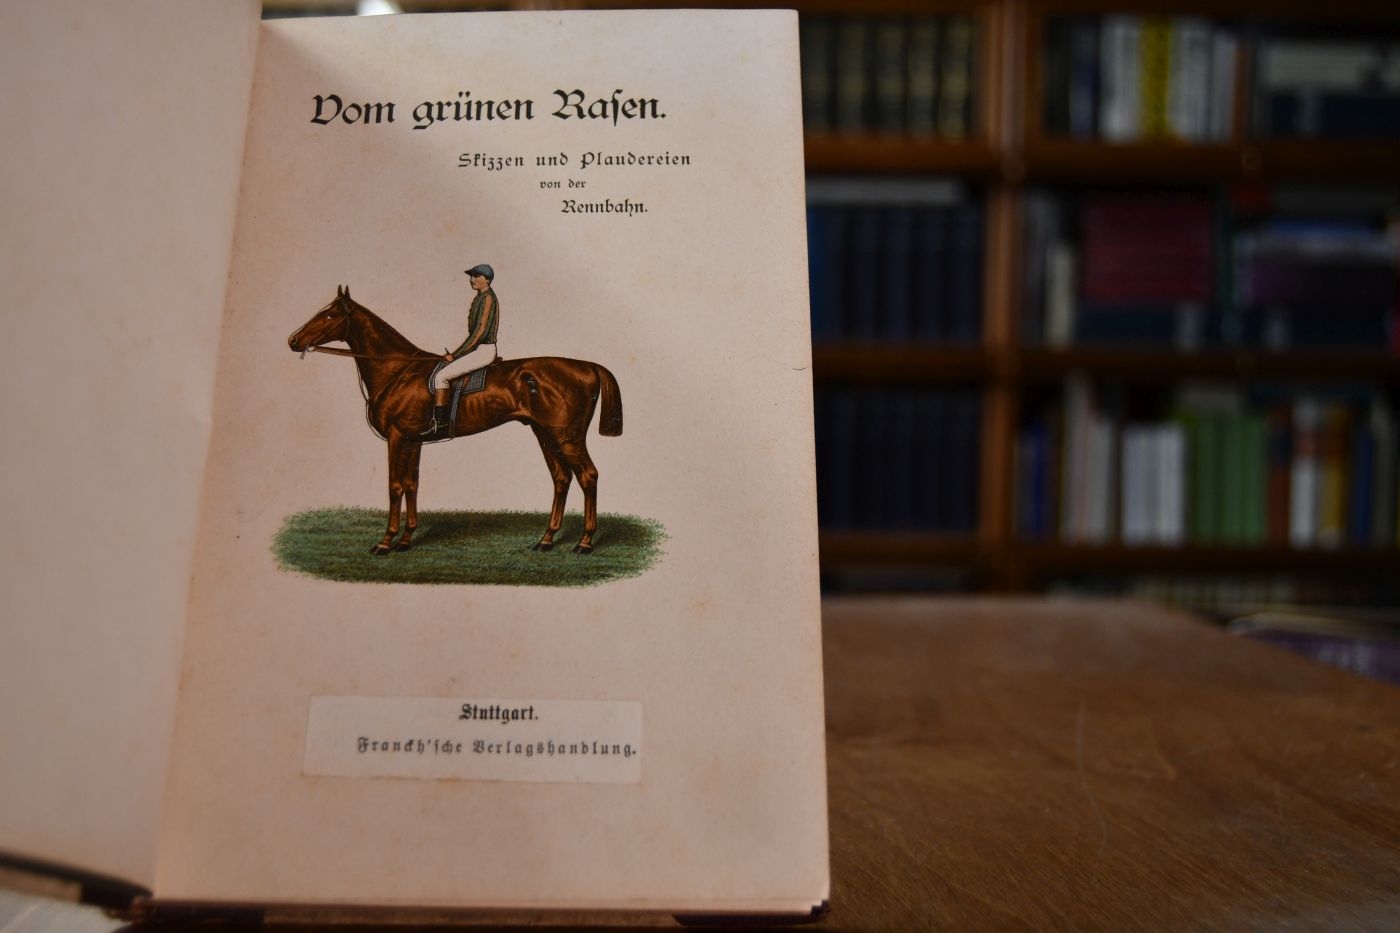 Vom grünen Raſen.
Skizzen und Plaudereien
von der
Rennbahn.
Stuttgart.
Franckh'ſche Verlagshandlung.